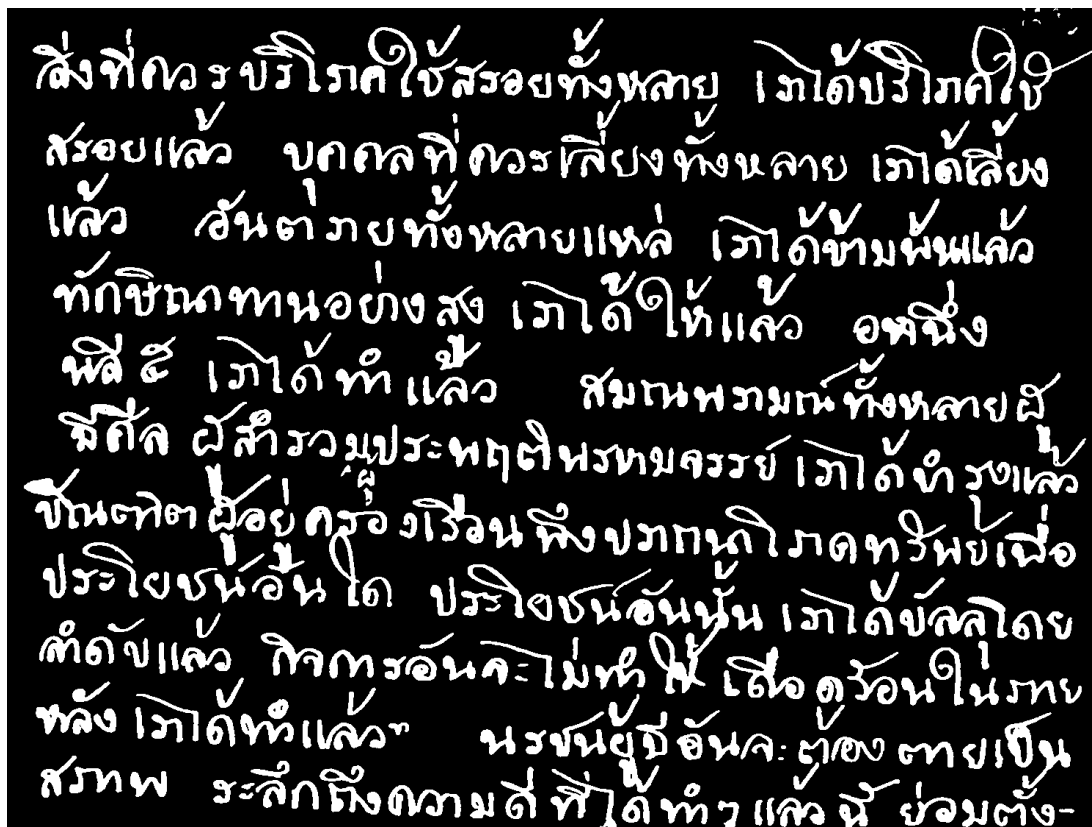 สิ่งที่ควรบริโภคใช้สรอยทั้งหลาย เราได้บริโภคใช้
สรอยแล้ว บุคคลที่ควรเลี้ยงทั้งหลาย เราได้เลี้ยง
แล้ว อันตรายทั้งหลายแหล่ เราได้ข้ามพ้นแล้ว
ทักษิณาทานอย่างสูง เราได้ให้แล้ว อนึ่ง
พลี ๕ เราได้ทำแล้ว สมณพราหมณ์ทั้งหลายผู้
มีศีล ผู้สำรวมประพฤติพรหมจรรย์ เราได้บำรุงแล้ว
บัณฑิตผู้อยู่ครองเรือนพึงปรารถนาโภคทรัพย์เพื่อ
ประโยชน์อันใด ประโยชน์อันนั้น เราได้บัลลุโดย
ลำดับแล้ว กิจการอันจะไม่ทำให้เดือดร้อนในภาย
หลัง เราได้ทำแล้ว" นรชนผู้มีอันจะต้องตายเป็น
สภาพ ระลึกถึงความดีที่ได้ทำๆ แล้วนี้ ย่อมตั้ง-